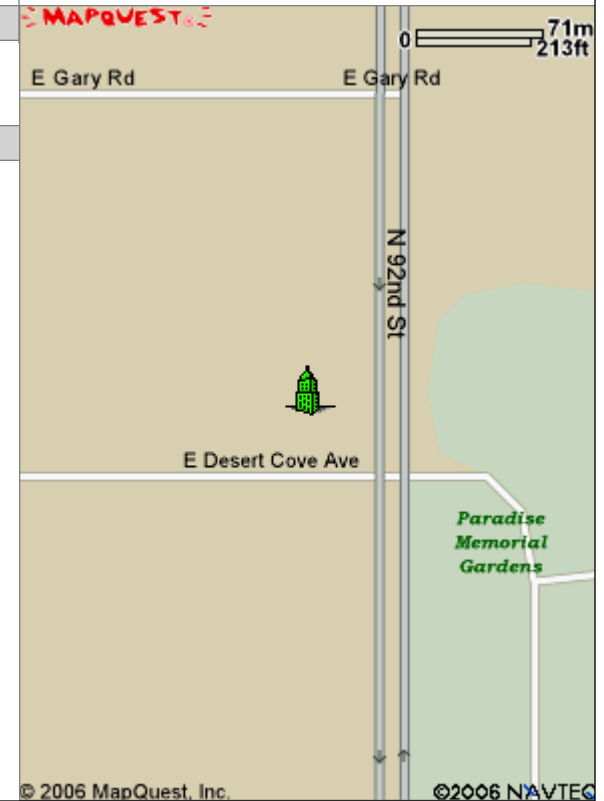 MAPQUEST
0 71m
213ft
E Gary Rd E Gary Rd
N 92nd St
E Desert Cove Ave
Paradise
Memorial
Gardens
© 2006 MapQuest, Inc. ©2006 NAVTEQ